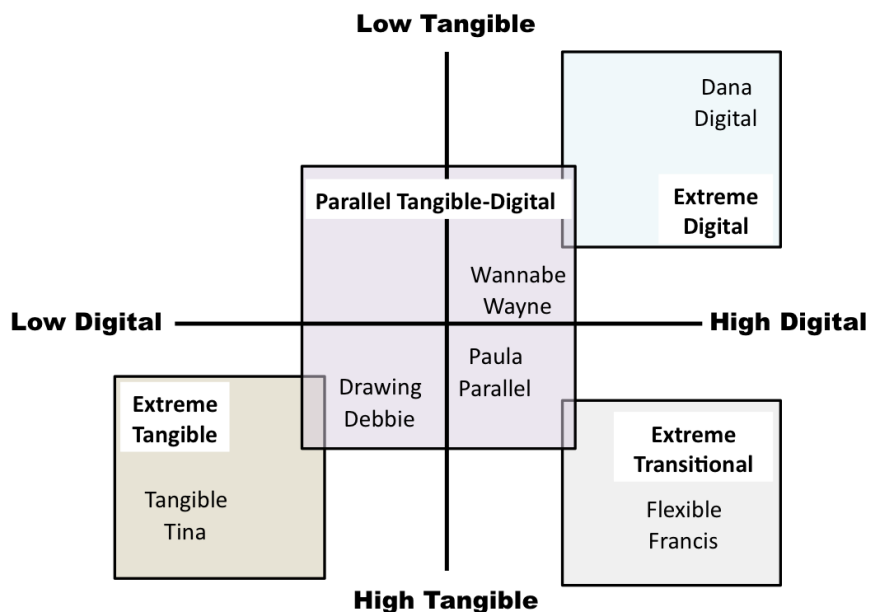 Low Tangible
Dana
Digital
Parallel Tangible-Digital
Extreme
Digital
Wannabe
Wayne
Low Digital
High Digital
Paula
Parallel
Drawing
Debbie
Extreme
Tangible
Extreme
Transitional
Tangible
Tina
Flexible
Francis
High Tangible